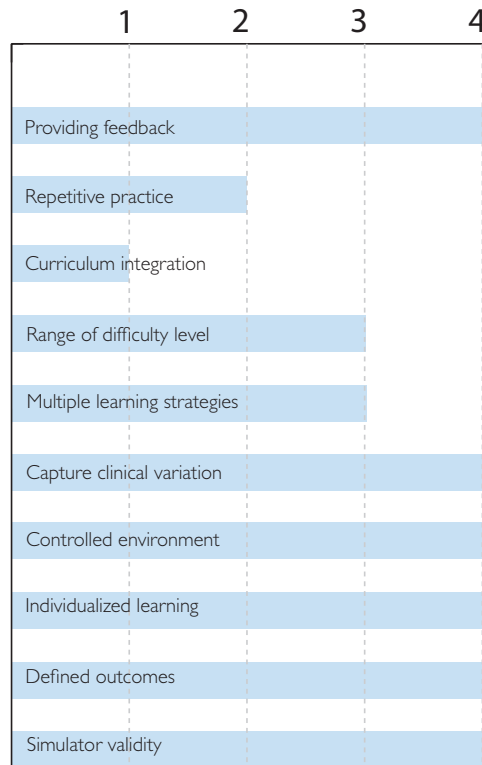 1 2 3 4
Providing feedback
Repetitive practice
Curriculum integration
Range of difficulty level
Multiple learning strategies
Capture clinical variation
Controlled environment
Individualized learning
Defined outcomes
Simulator validity